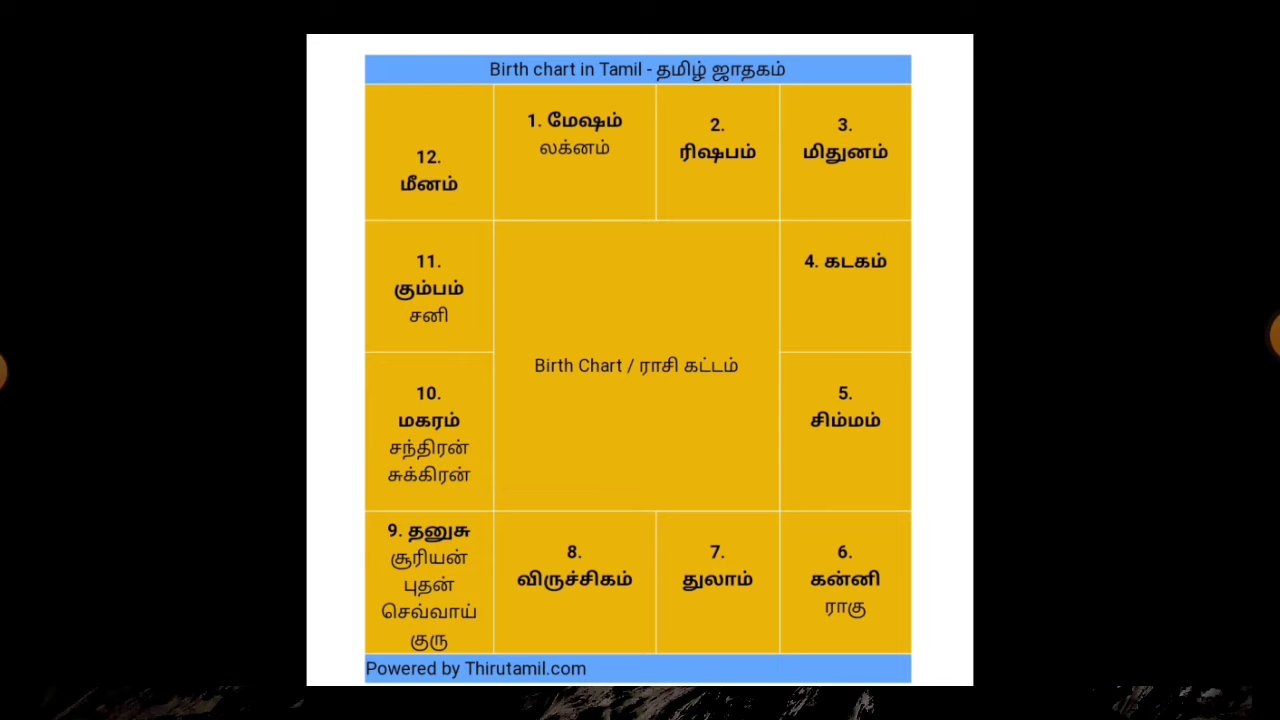 Birth chart in Tamil - தமிழ் ஜாதகம்
12.
மீனம்
1. மேஷம்
லக்னம்
2.
ரிஷபம்
3.
மிதுனம்
11.
கும்பம்
சனி
Birth Chart / ராசி கட்டம்
4. கடகம்
10.
மகரம்
சந்திரன்
சுக்கிரன்
5.
சிம்மம்
9. தனுசு
சூரியன்
புதன்
செவ்வாய்
குரு
8.
விருச்சிகம்
7.
துலாம்
6.
கன்னி
ராகு
Powered by Thirutamil.com